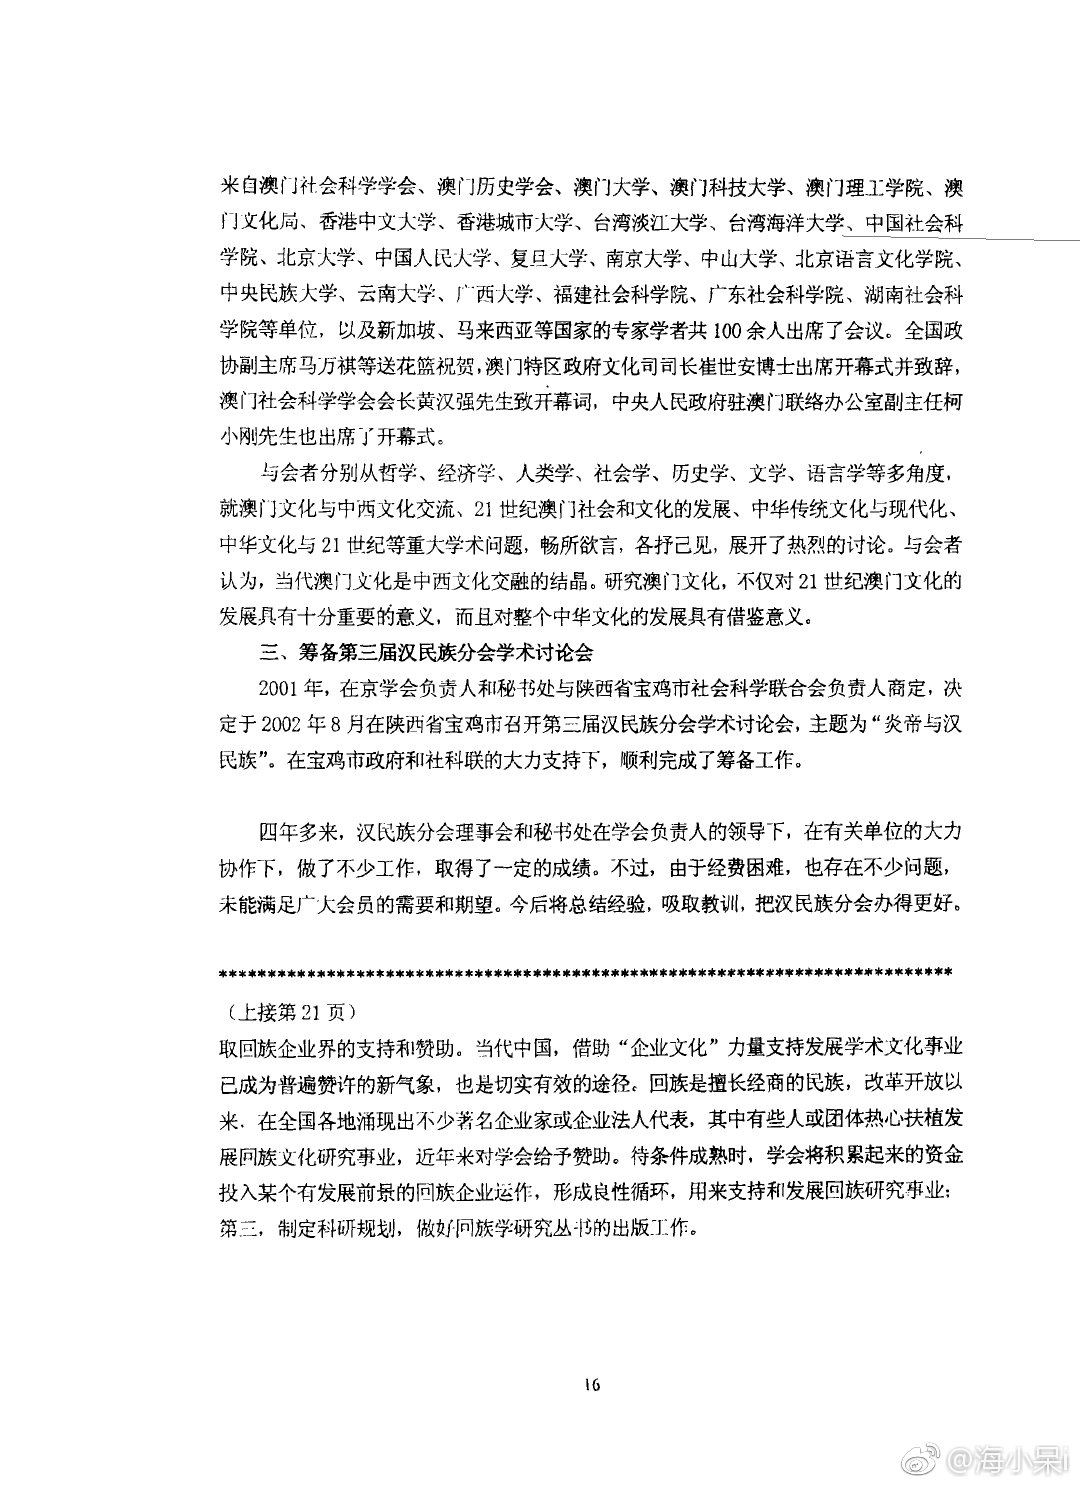 来自澳门社会科学学会、澳门历史学会、澳门大学、澳门科技大学、澳门理工学院、澳
门文化局、香港中文大学、香港城市大学、台湾淡江大学、台湾海洋大学、中国社会科
学院、北京大学、中国人民大学、复旦大学、南京大学、中山大学、北京语言文化学院、
中央民族大学、云南大学、广西大学、福建社会科学院、广东社会科学院、湖南社会科
学院等单位，以及新加坡、马来西亚等国家的专家学者共100余人出席了会议。全国政
协副主席马万祺等送花篮祝贺,澳门特区政府文化司司长崔世安博士出席开幕式并致辞，
澳门社会科学学会会长黄汉强先生致开幕词，中央人民政府驻澳门联络办公室副主任柯
小刚先生也出席了开幕式。
与会者分别从哲学、经济学、人类学、社会学、历史学、文学、语言学等多角度，
就澳门文化与中西文化交流、21世纪澳门社会和文化的发展、中华传统文化与现代化、
中华文化与21世纪等重大学术问题，畅所欲言，各抒己见，展开了热烈的讨论。与会者
认为，当代澳门文化是中西文化交融的结晶。研究澳门文化，不仅对21世纪澳门文化的
发展具有十分重要的意义，而且对整个中华文化的发展具有借鉴意义。
三、筹备第三届汉民族分会学术讨论会
2001年，在京学会负责人和秘书处与陕西省宝鸡市社会科学联合会负责人商定，决
定于2002年8月在陕西省宝鸡市召开第三届汉民族分会学术讨论会，主题为“炎帝与汉
民族”。在宝鸡市政府和社科联的大力支持下，顺利完成了筹备工作。
四年多来，汉民族分会理事会和秘书处在学会负责人的领导下，在有关单位的大力
协作下，做了不少工作，取得了一定的成绩。不过，由于经费困难，也存在不少问题，
未能满足广大会员的需要和期望。今后将总结经验，吸取教训，把汉民族分会办得更好。
***************************************************************************
（上接第21页）
取回族企业界的支持和赞助。当代中国，借助“企业文化”力量支持发展学术文化事业
已成为普遍赞许的新气象，也是切实有效的途径。回族是擅长经商的民族，改革开放以
来．在全国各地涌现出不少著名企业家或企业法人代表，其中有些人或团体热心扶植发
展回族文化研究事业，近年来对学会给予赞助。待条件成熟时，学会将积累起来的资金
投入某个有发展前景的回族企业运作，形成良性循环，用来支持和发展回族研究事业；
第三，制定科研规划，做好回族学研究丛书的出版工作。
16
@海小呆i